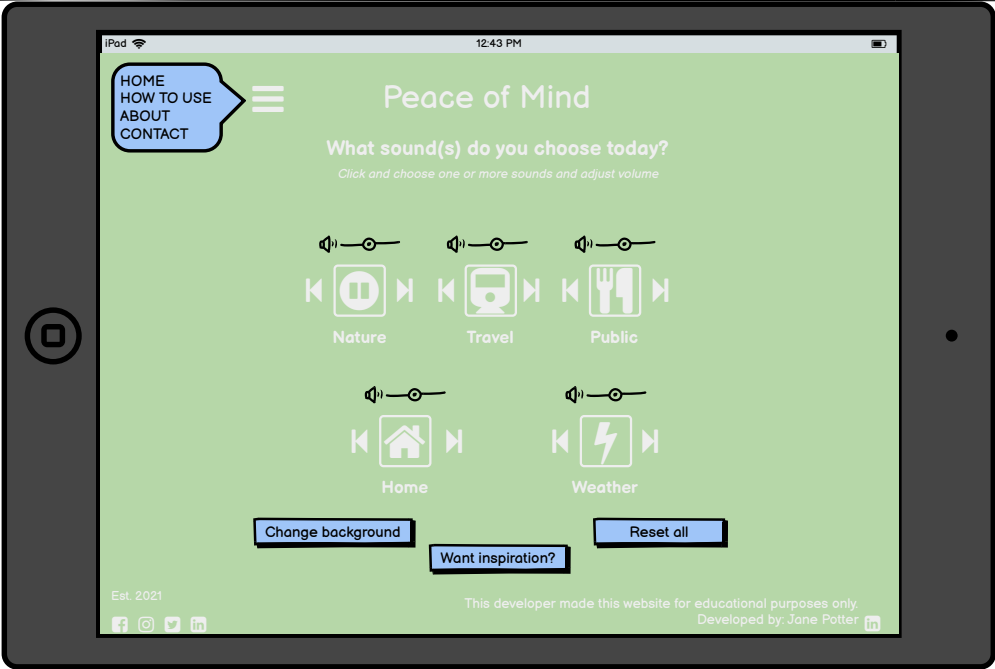 iPad
12:43 PM
HOME
HOW TO USE
ABOUT
CONTACT
Peace of Mind
What sound(s) do you choose today?
Click and choose one or more sounds and adjust volume
Nature
Travel
Public
Home
Weather
Change background
Reset all
Want inspiration?
Est. 2021
This developer made this website for educational purposes only.
Developed by: Jane Potter